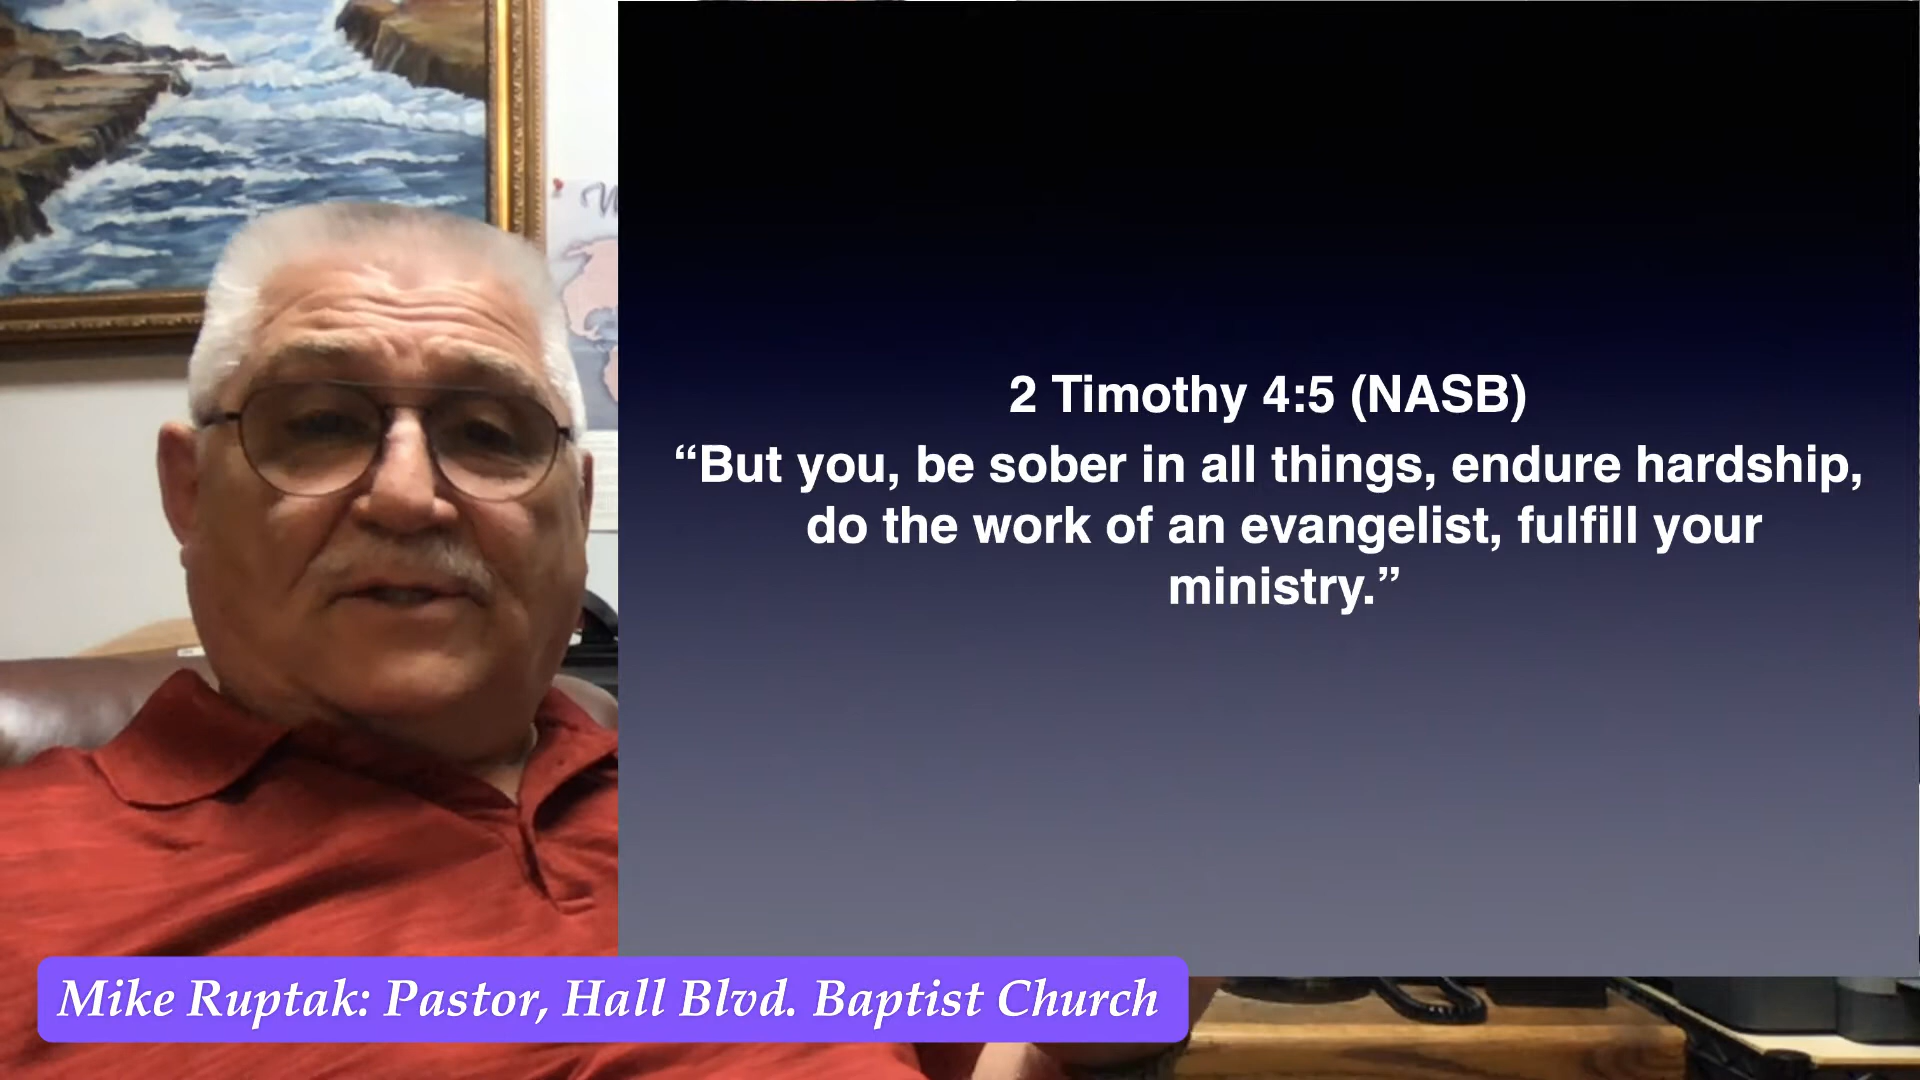 2 Timothy 4:5 (NASB)
“But you, be sober in all things, endure hardship,
do the work of an evangelist, fulfill your
ministry.”
Mike Ruptak: Pastor, Hall Blvd. Baptist Church